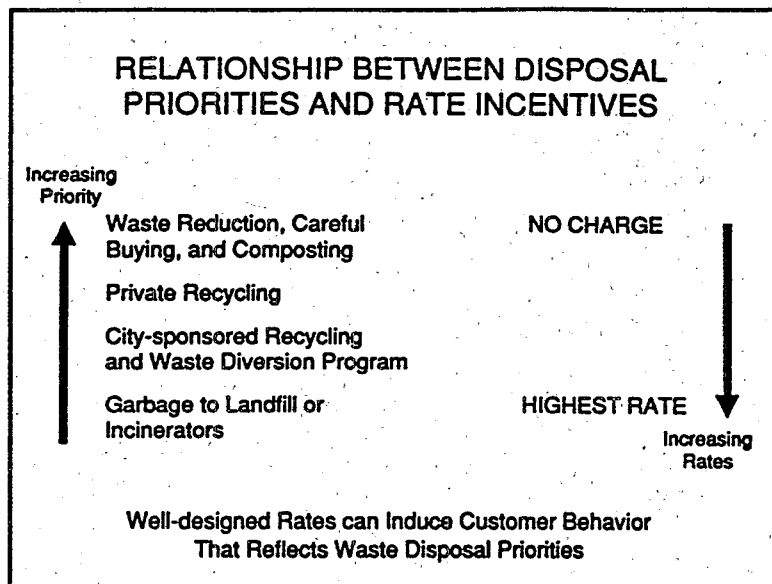 RELATIONSHIP BETWEEN DISPOSAL
PRIORITIES AND RATE INCENTIVES
Increasing
Priority
Waste Reduction, Careful
Buying, and Composting
NO CHARGE
Private Recycling
City-sponsored Recycling
and Waste Diversion Program
Garbage to Landfill or
Incinerators
HIGHEST RATE
Increasing
Rates
Well-designed Rates can Induce Customer Behavior
That Reflects Waste Disposal Priorities